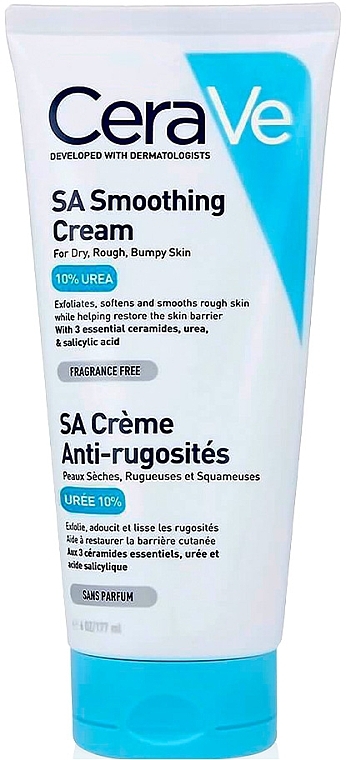 CeraVe
DEVELOPED WITH DERMATOLOGISTS
SA Smoothing
Cream
For Dry, Rough, Bumpy Skin
10% UREA
Exfoliates, softens and smooths rough skin
while helping restore the skin barrier
With 3 essential ceramides, urea,
& salicylic acid
FRAGRANCE FREE
SA Crème
Anti-rugosités
Peaux Sèches, Rugueuses et Squameuses
URÉE 10%
Exfolie, adoucit et lisse les rugosités
Aide à restaurer la barrière cutanée
Aux 3 céramides essentiels, urée et
acide salicylique
SANS PARFUM
6 OZ/177 ml